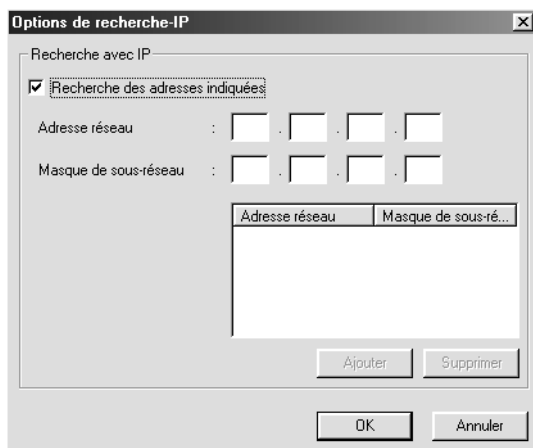 Options de recherche-IP
Recherche avec IP
Recherche des adresses indiquées
Adresse réseau : . . .
Masque de sous-réseau : . . .
Adresse réseau Masque de sous-ré...
Ajouter Supprimer
OK Annuler